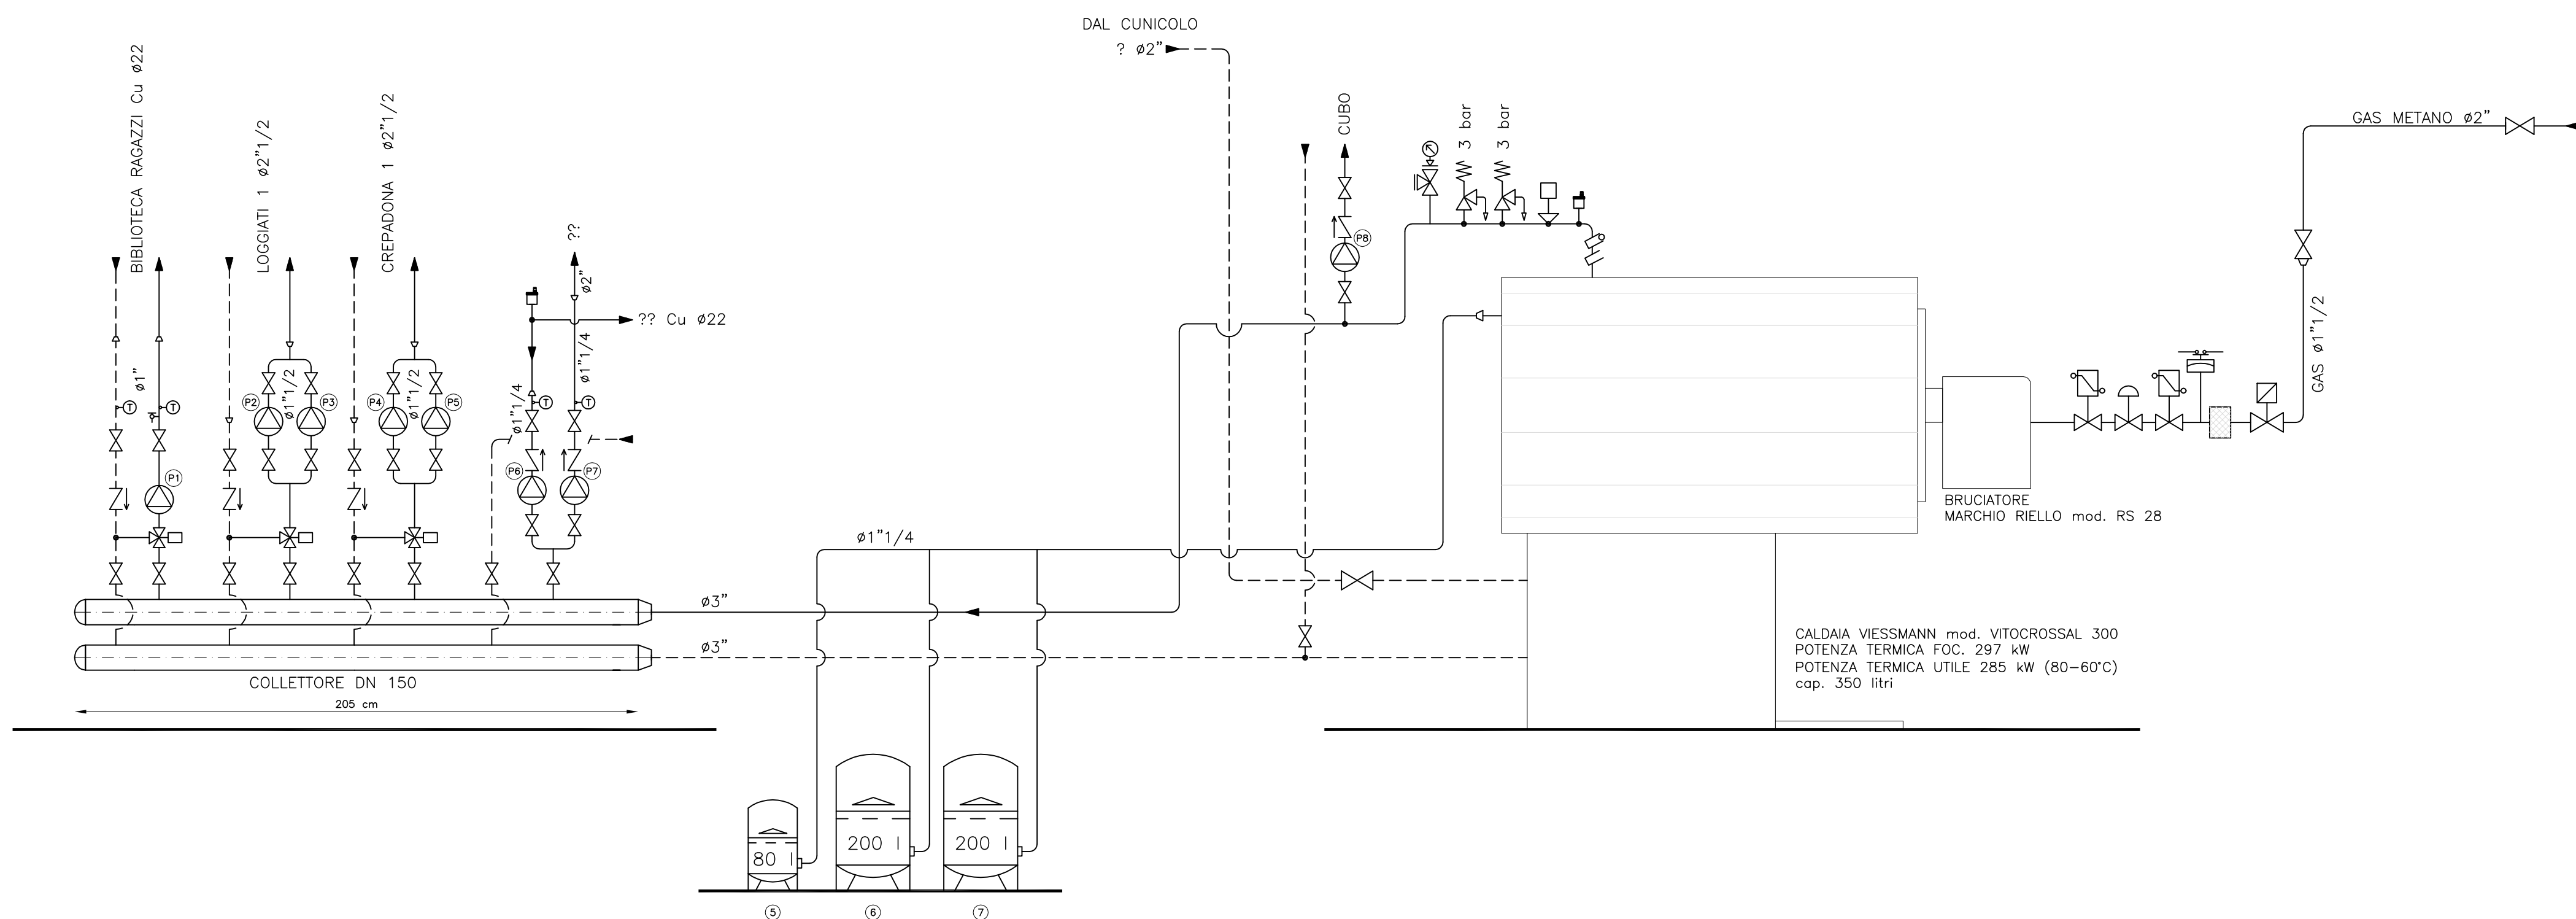 DAL CUNICOLO
? ø2"
BIBLIOTECA RAGAZZI Cu ø22
LOGGIATI 1 ø2"1/2
CREPADONA 1 ø2"1/2
??
ø2"
?? Cu ø22
CUBO
3 bar
3 bar
GAS METANO ø2"
GAS ø1"1/2
P8
ø1"
T
T
P1
P2
ø1"1/2
P3
P4
ø1"1/2
P5
ø1"1/4
ø1"1/4
T
T
P6
P7
BRUCIATORE
MARCHIO RIELLO mod. RS 28
ø1"1/4
ø3"
ø3"
COLLETTORE DN 150
205 cm
CALDAIA VIESSMANN mod. VITOCROSSAL 300
POTENZA TERMICA FOC. 297 kW
POTENZA TERMICA UTILE 285 kW (80-60°C)
cap. 350 litri
80 l
200 l
200 l
5
6
7